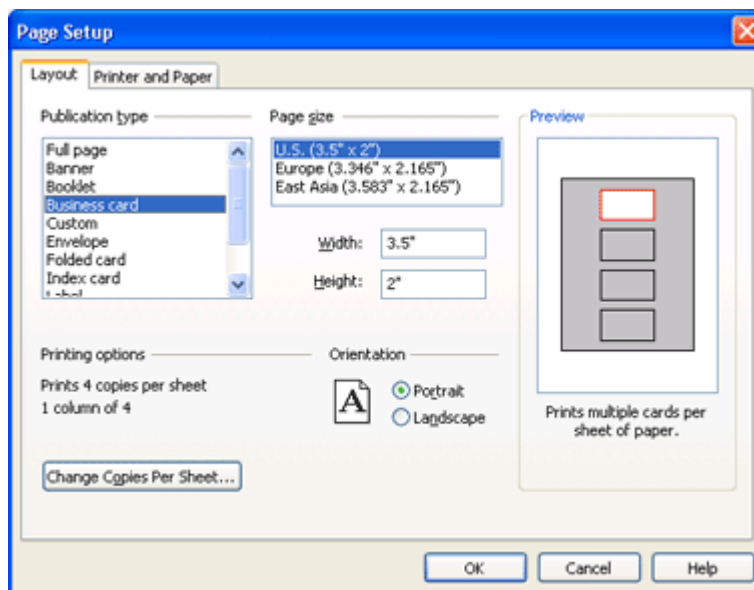 Page Setup
Layout
Printer and Paper
Publication type
Full page
Banner
Booklet
Business card
Custom
Envelope
Folded card
Index card
Label
Page size
U.S. (3.5" x 2")
Europe (3.346" x 2.165")
East Asia (3.583" x 2.165")
Width: 3.5"
Height: 2"
Preview
Prints multiple cards per
sheet of paper.
Printing options
Prints 4 copies per sheet
1 column of 4
Orientation
A
Portrait
Landscape
Change Copies Per Sheet...
OK
Cancel
Help